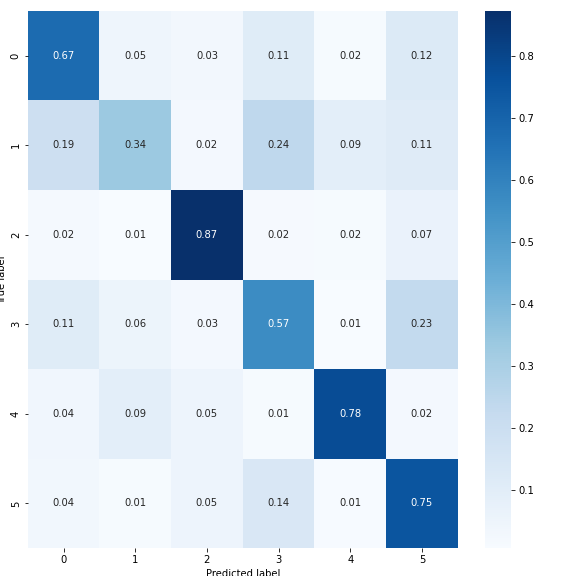 0 0.67 0.05 0.03 0.11 0.02 0.12
1 0.19 0.34 0.02 0.24 0.09 0.11
2 0.02 0.01 0.87 0.02 0.02 0.07
3 0.11 0.06 0.03 0.57 0.01 0.23
4 0.04 0.09 0.05 0.01 0.78 0.02
5 0.04 0.01 0.05 0.14 0.01 0.75
0 1 2 3 4 5
Predicted label
True label
0.8
0.7
0.6
0.5
0.4
0.3
0.2
0.1